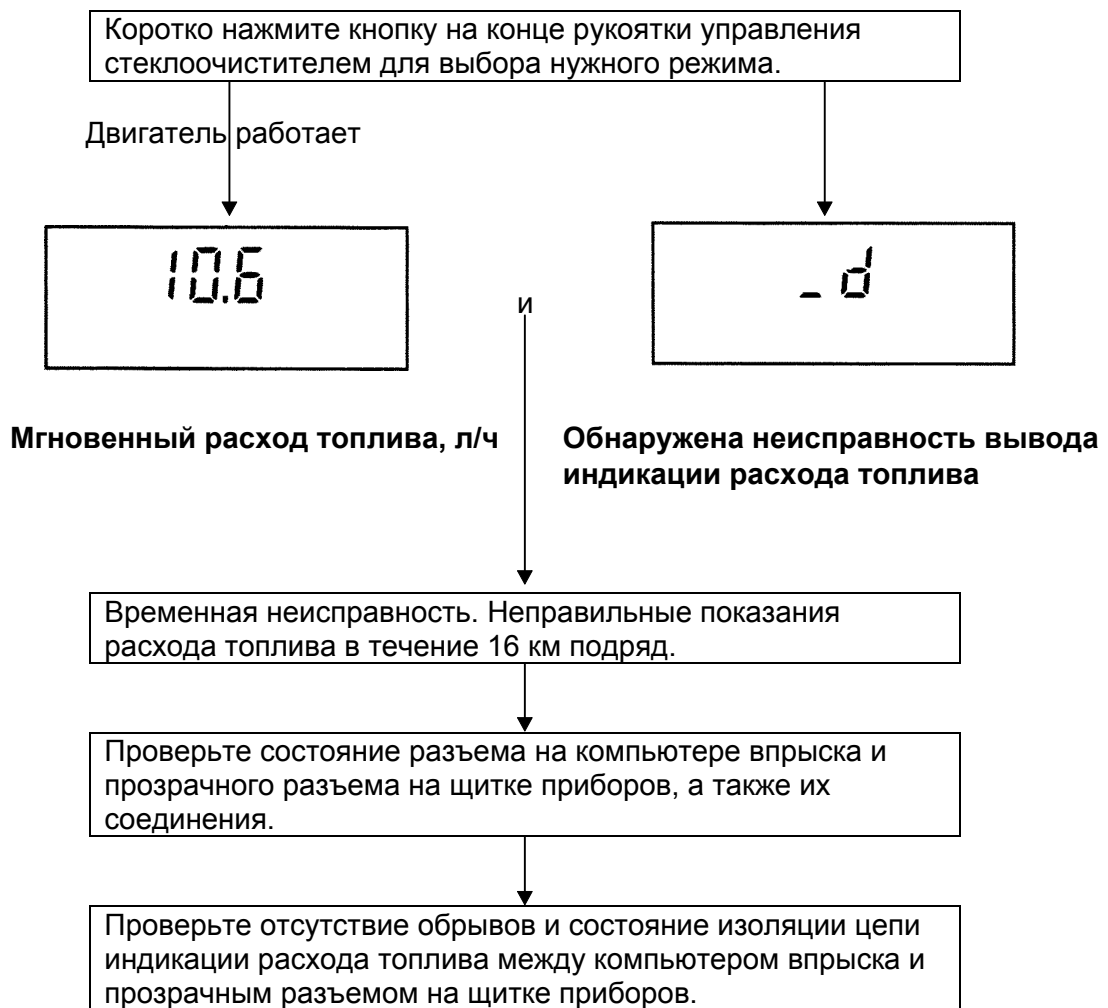 Коротко нажмите кнопку на конце рукоятки управления
стеклоочистителем для выбора нужного режима.
Двигатель работает
10.6
_ d
и
Мгновенный расход топлива, л/ч
Обнаружена неисправность вывода
индикации расхода топлива
Временная неисправность. Неправильные показания
расхода топлива в течение 16 км подряд.
Проверьте состояние разъема на компьютере впрыска и
прозрачного разъема на щитке приборов, а также их
соединения.
Проверьте отсутствие обрывов и состояние изоляции цепи
индикации расхода топлива между компьютером впрыска и
прозрачным разъемом на щитке приборов.